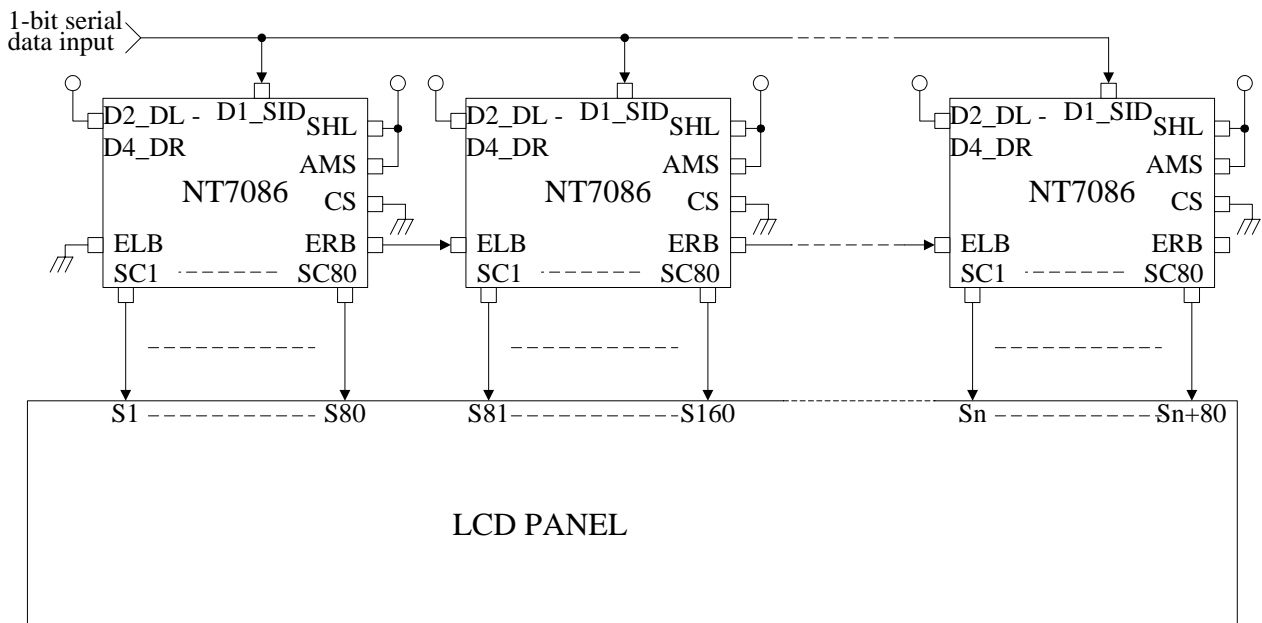 1-bit serial
data input
D2_DL -
D4_DR
D1_SID
SHL
AMS
NT7086
CS
ELB
ERB
SC1
SC80
D2_DL -
D4_DR
D1_SID
SHL
AMS
NT7086
CS
ELB
ERB
SC1
SC80
D2_DL -
D4_DR
D1_SID
SHL
AMS
NT7086
CS
ELB
ERB
SC1
SC80
S1
S80
S81
S160
Sn
Sn+80
LCD PANEL